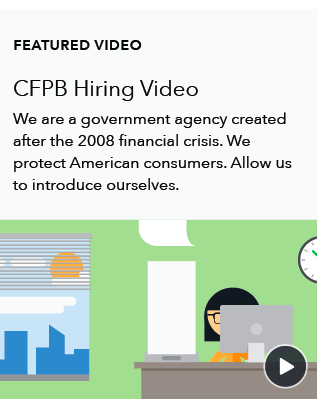 FEATURED VIDEO
CFPB Hiring Video
We are a government agency created
after the 2008 financial crisis. We
protect American consumers. Allow us
to introduce ourselves.